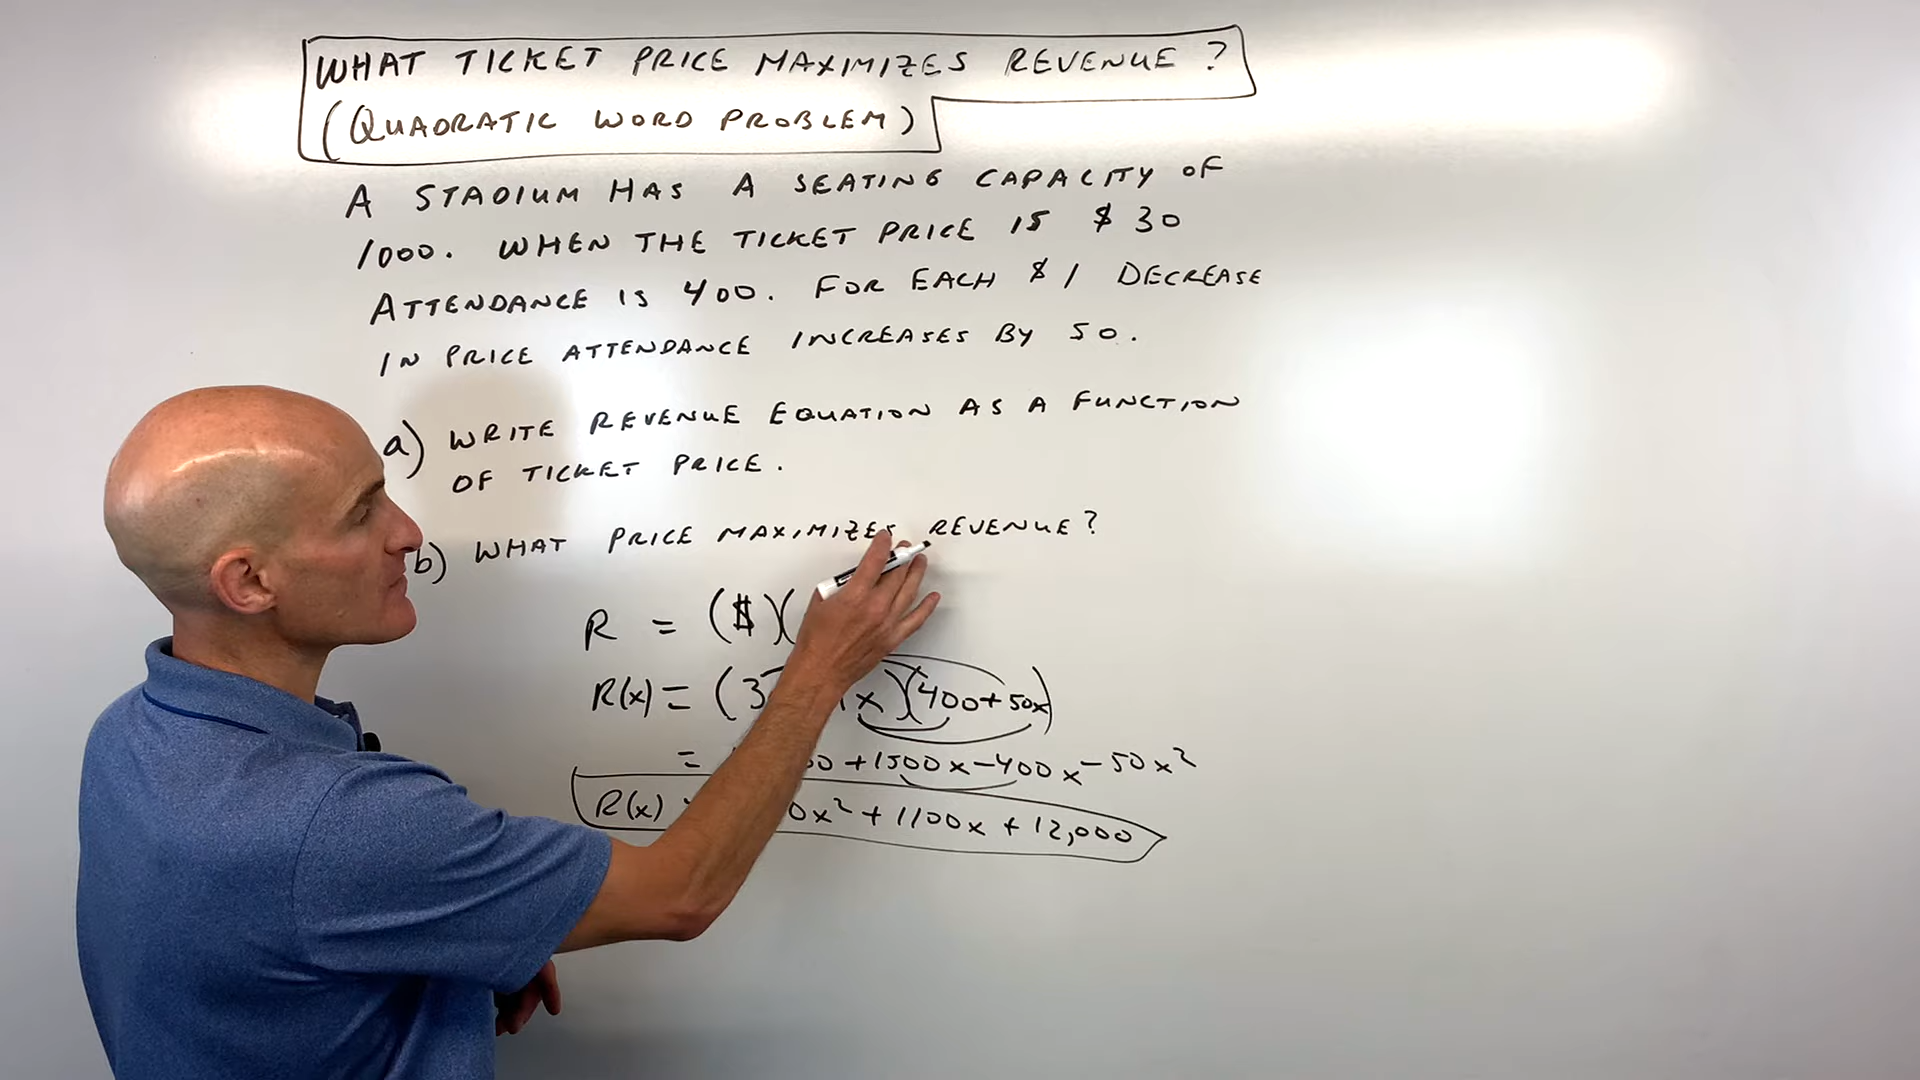 WHAT TICKET PRICE MAXIMIZES REVENUE?
(QUADRATIC WORD PROBLEM)
A STADIUM HAS A SEATING CAPACITY OF
1000. WHEN THE TICKET PRICE IS $30
ATTENDANCE IS 400. FOR EACH $1 DECREASE
IN PRICE ATTENDANCE INCREASES BY 50.
a) WRITE REVENUE EQUATION AS A FUNCTION
OF TICKET PRICE.
b) WHAT PRICE MAXIMIZES REVENUE?
R = ($)(
R(x) = (3 x)(400+50x)
= 00+1500x-400x-50x²
R(x) 0x²+1100x+12,000